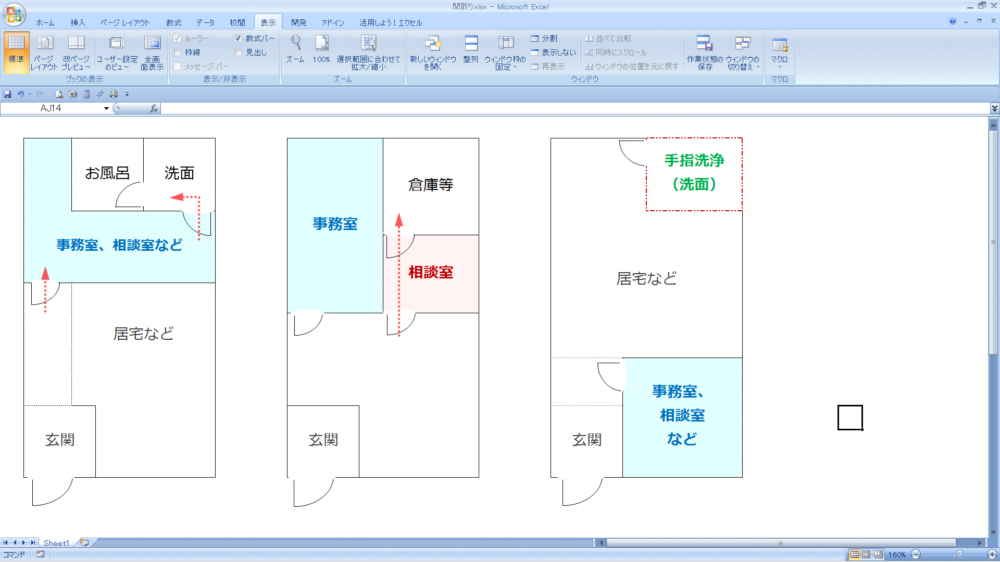 間取り.xlsx － Microsoft Excel
ホーム 挿入 ページ レイアウト 数式 データ 校閲 表示 開発 アドイン 活用しよう！エクセル
標準
ページ
レイアウト
改ページ
プレビュー
ユーザー設定
のビュー
全画
面表示
ブックの表示
ルーラー
枠線
メッセージ バー
数式バー
見出し
表示/非表示
ズーム
100%
選択範囲に合わせて
拡大/縮小
ズーム
新しいウィンドウ
を開く
整列
ウィンドウ枠の
固定
分割
表示しない
再表示
並べて比較
同時にスクロール
ウィンドウの位置を元に戻す
作業状態の
保存
ウィンドウの
切り替え
ウィンドウ
マクロ
マクロ
AJ14
fx
お風呂
洗面
事務室、相談室など
居宅など
玄関
事務室
倉庫等
相談室
玄関
手指洗浄
（洗面）
居宅など
事務室、
相談室
など
玄関
Sheet1
コマンド
160%